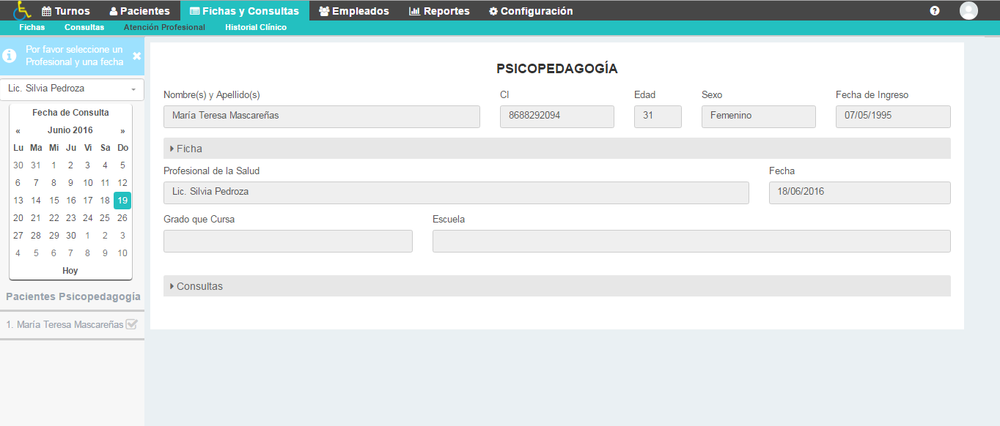 Turnos Pacientes Fichas y Consultas Empleados Reportes Configuración ?
Fichas Consultas Atención Profesional Historial Clínico
Por favor seleccione un
Profesional y una fecha
Lic. Silvia Pedroza
Fecha de Consulta
« Junio 2016 »
Lu Ma Mi Ju Vi Sa Do
30 31 1 2 3 4 5
6 7 8 9 10 11 12
13 14 15 16 17 18 19
20 21 22 23 24 25 26
27 28 29 30 1 2 3
4 5 6 7 8 9 10
Hoy
Pacientes Psicopedagogía
1. María Teresa Mascareñas
PSICOPEDAGOGÍA
Nombre(s) y Apellido(s) CI Edad Sexo Fecha de Ingreso
María Teresa Mascareñas 8688292094 31 Femenino 07/05/1995
Ficha
Profesional de la Salud Fecha
Lic. Silvia Pedroza 18/06/2016
Grado que Cursa Escuela
Consultas